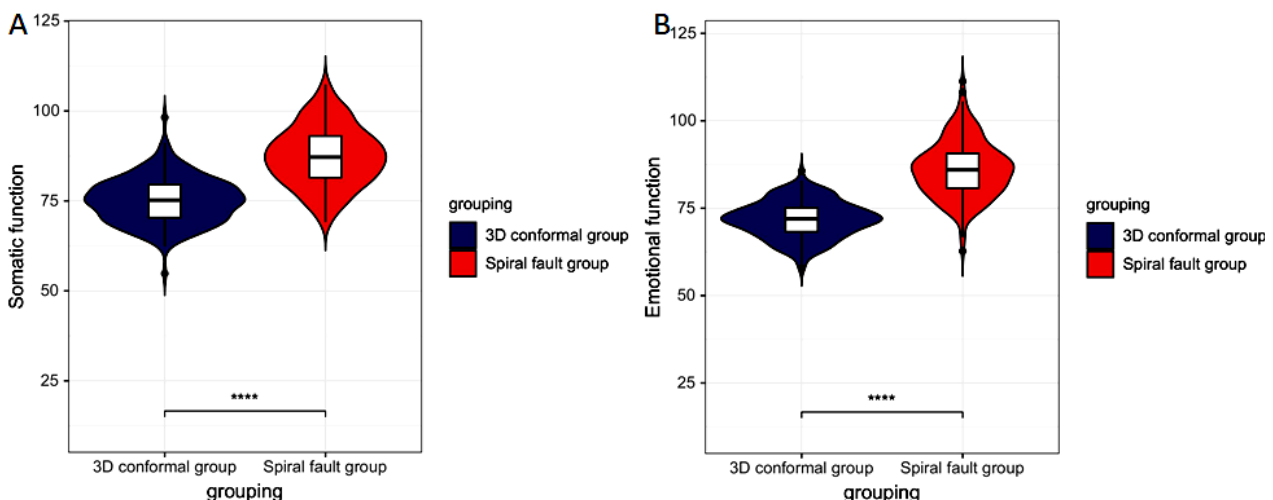 A
125
100
75
50
25
Somatic function
****
3D conformal group
Spiral fault group
grouping
grouping
3D conformal group
Spiral fault group
B
125
100
75
50
25
Emotional function
****
3D conformal group
Spiral fault group
grouping
grouping
3D conformal group
Spiral fault group